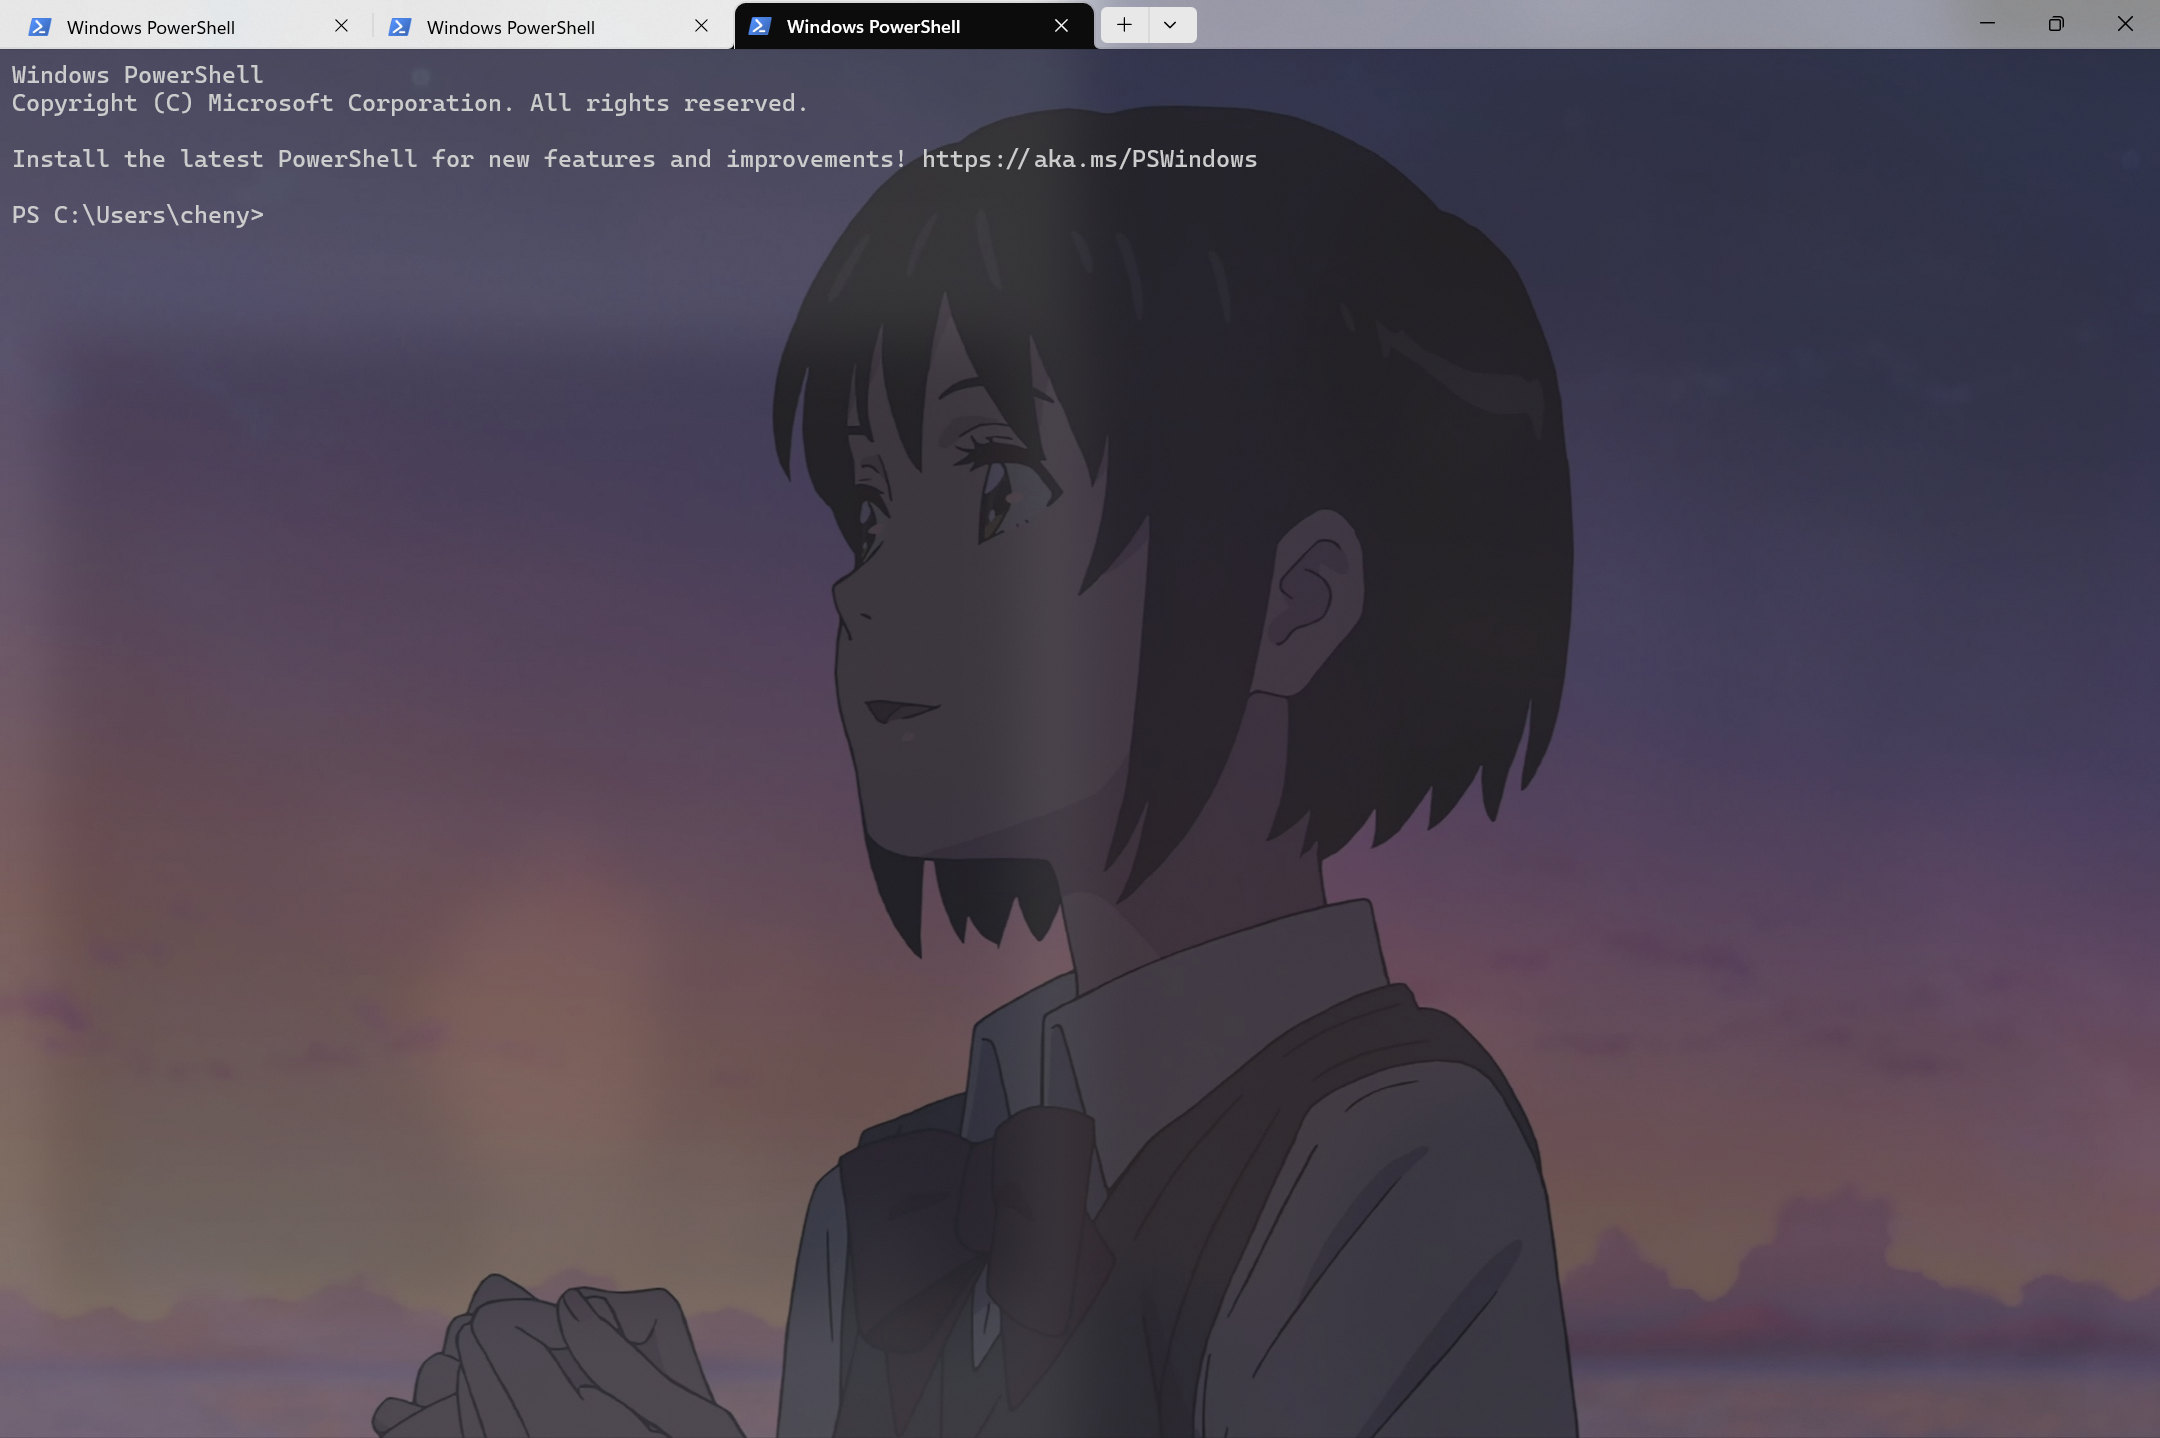 Windows PowerShell
Windows PowerShell
Windows PowerShell
Windows PowerShell
Copyright (C) Microsoft Corporation. All rights reserved.
Install the latest PowerShell for new features and improvements! https://aka.ms/PSWindows
PS C:\Users\cheny>